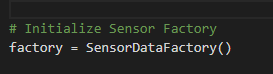 # Initialize Sensor Factory
factory = SensorDataFactory()